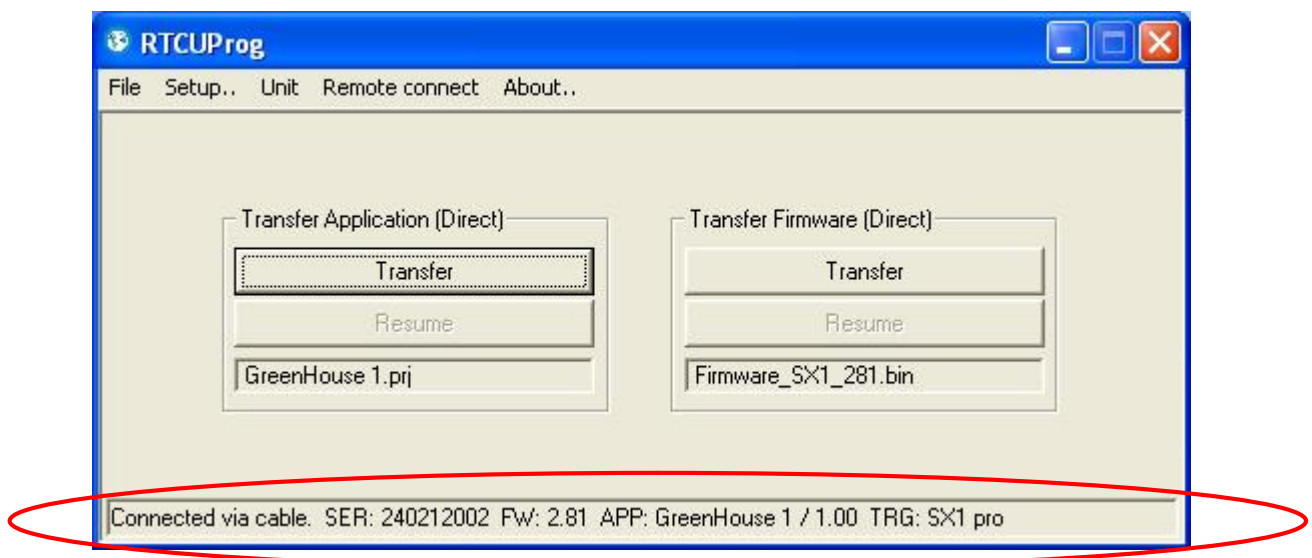 RTCUProg
File Setup.. Unit Remote connect About..
Transfer Application (Direct)
Transfer
Resume
GreenHouse 1.prj
Transfer Firmware (Direct)
Transfer
Resume
Firmware_SX1_281.bin
Connected via cable. SER: 240212002 FW: 2.81 APP: GreenHouse 1 / 1.00 TRG: SX1 pro